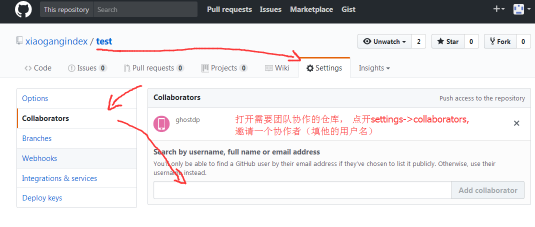 This repository Search Pull requests Issues Marketplace Gist
xiaogangindex / test Unwatch 2 Star 0 Fork 0
Code Issues 0 Pull requests 0 Projects 0 Wiki Settings Insights
Options
Collaborators
Branches
Webhooks
Integrations & services
Deploy keys
Collaborators Push access to the repository
ghostdp
打开需要团队协作的仓库, 点开settings->collaborators,
邀请一个协作者(填他的用户名)
Search by username, full name or email address
You'll only be able to find a GitHub user by their email address if they've chosen to list it publicly. Otherwise, use their
username instead.
Add collaborator